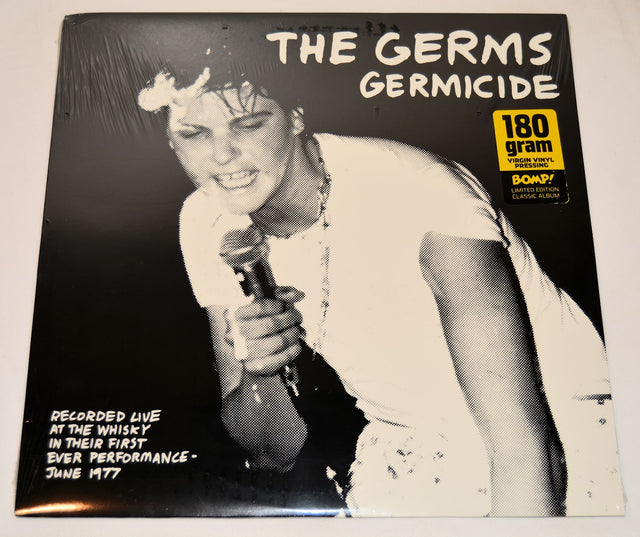 THE GERMS
GERMICIDE
180
gram
VIRGIN VINYL
PRESSING
BOMP!
LIMITED EDITION
CLASSIC ALBUM
RECORDED LIVE
AT THE WHISKY
IN THEIR FIRST
EVER PERFORMANCE-
JUNE 1977